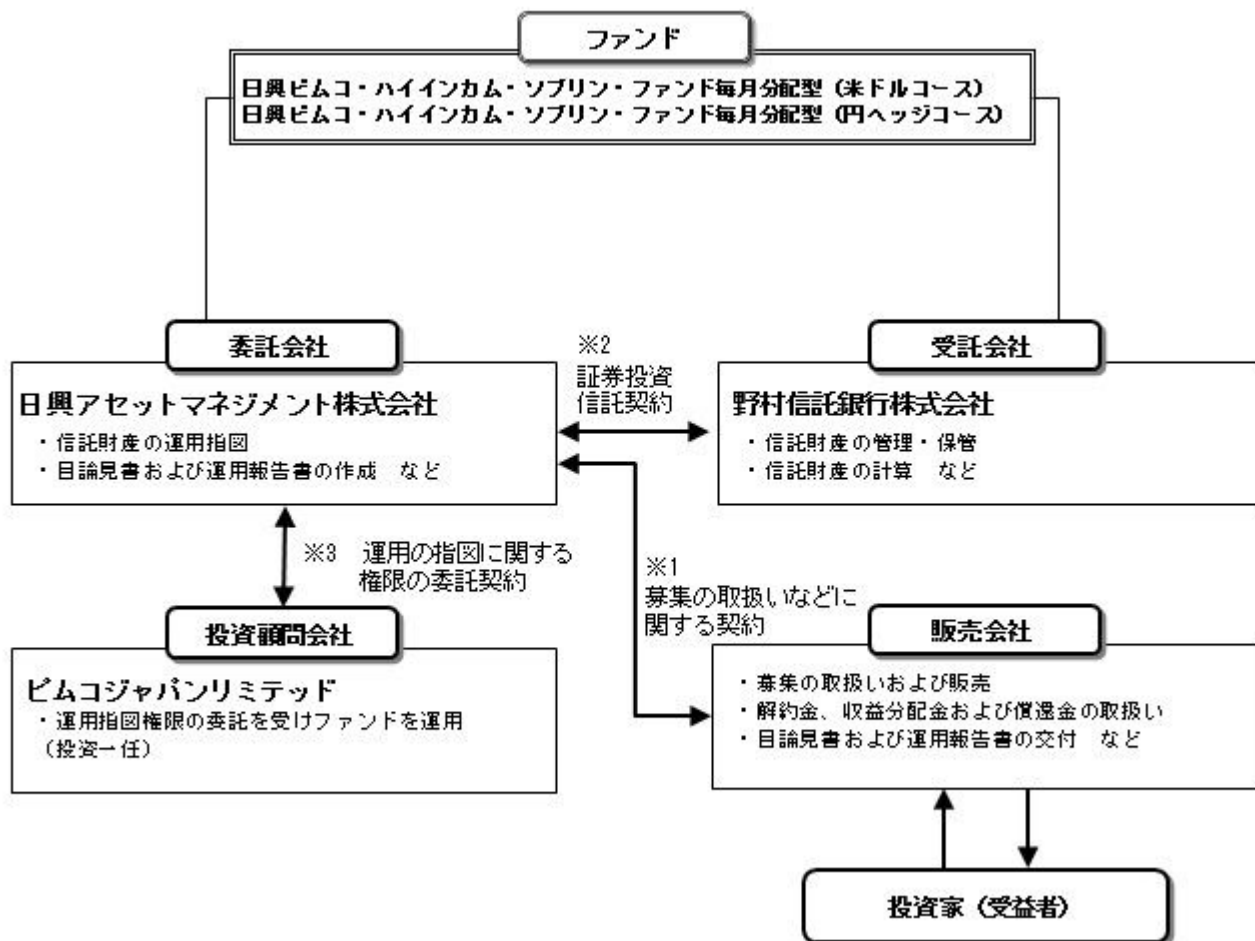 ファンド
日興ピムコ・ハイインカム・ソブリン・ファンド毎月分配型（米ドルコース）
日興ピムコ・ハイインカム・ソブリン・ファンド毎月分配型（円ヘッジコース）
委託会社
日興アセットマネジメント株式会社
・信託財産の運用指図
・目論見書および運用報告書の作成　など
※2
証券投資
信託契約
受託会社
野村信託銀行株式会社
・信託財産の管理・保管
・信託財産の計算　など
※3　運用の指図に関する
権限の委託契約
※1
募集の取扱いなどに
関する契約
投資顧問会社
ピムコジャパンリミテッド
・運用指図権限の委託を受けファンドを運用
（投資一任）
販売会社
・募集の取扱いおよび販売
・解約金、収益分配金および償還金の取扱い
・目論見書および運用報告書の交付　など
投資家（受益者）